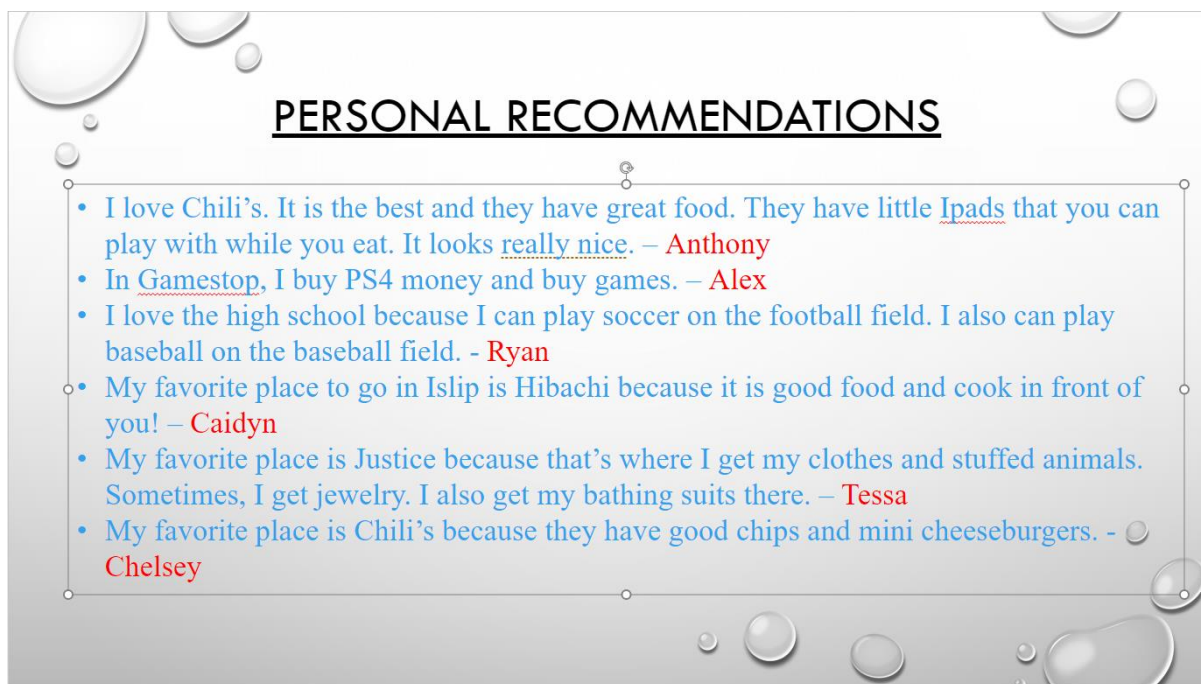 PERSONAL RECOMMENDATIONS
• I love Chili’s. It is the best and they have great food. They have little Ipads that you can
play with while you eat. It looks really nice. – Anthony
• In Gamestop, I buy PS4 money and buy games. – Alex
• I love the high school because I can play soccer on the football field. I also can play
baseball on the baseball field. - Ryan
• My favorite place to go in Islip is Hibachi because it is good food and cook in front of
you! – Caidyn
• My favorite place is Justice because that’s where I get my clothes and stuffed animals.
Sometimes, I get jewelry. I also get my bathing suits there. – Tessa
• My favorite place is Chili’s because they have good chips and mini cheeseburgers. -
Chelsey